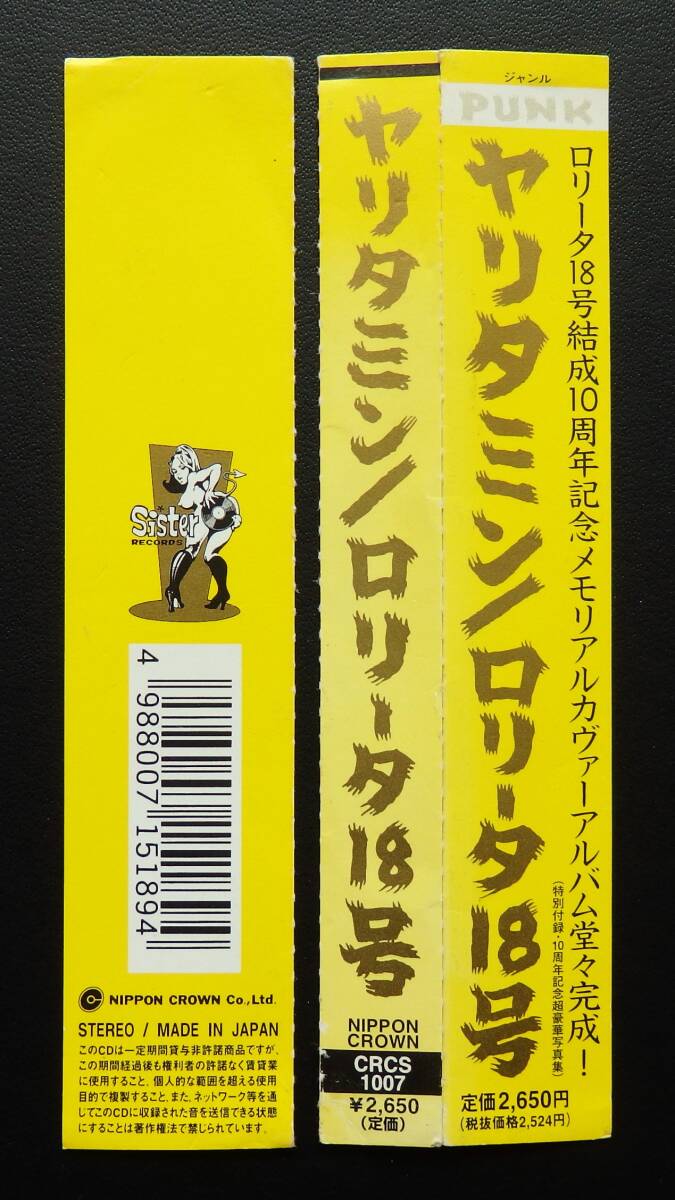 Sister
RECORDS
4 988007 151894
NIPPON CROWN Co., Ltd.
STEREO / MADE IN JAPAN
このCDは一定期間貸与非許諾商品ですが、
この期間経過後も権利者の許諾なく賃貸業
に使用すること、個人的な範囲を超える使用
目的で複製すること、また、ネットワーク等を通
じてこのCDに収録された音を送信できる状態
にすることは著作権法で禁じられています。
ヤリタミン/ロリータ18号
NIPPON
CROWN
CRCS
1007
¥2,650
(定価)
ジャンル
PUNK
ロリータ18号結成10周年記念メモリアルカヴァーアルバム堂々完成!
(特別付録・10周年記念超豪華写真集)
ヤリタミン/ロリータ18号
定価2,650円
(税抜価格2,524円)